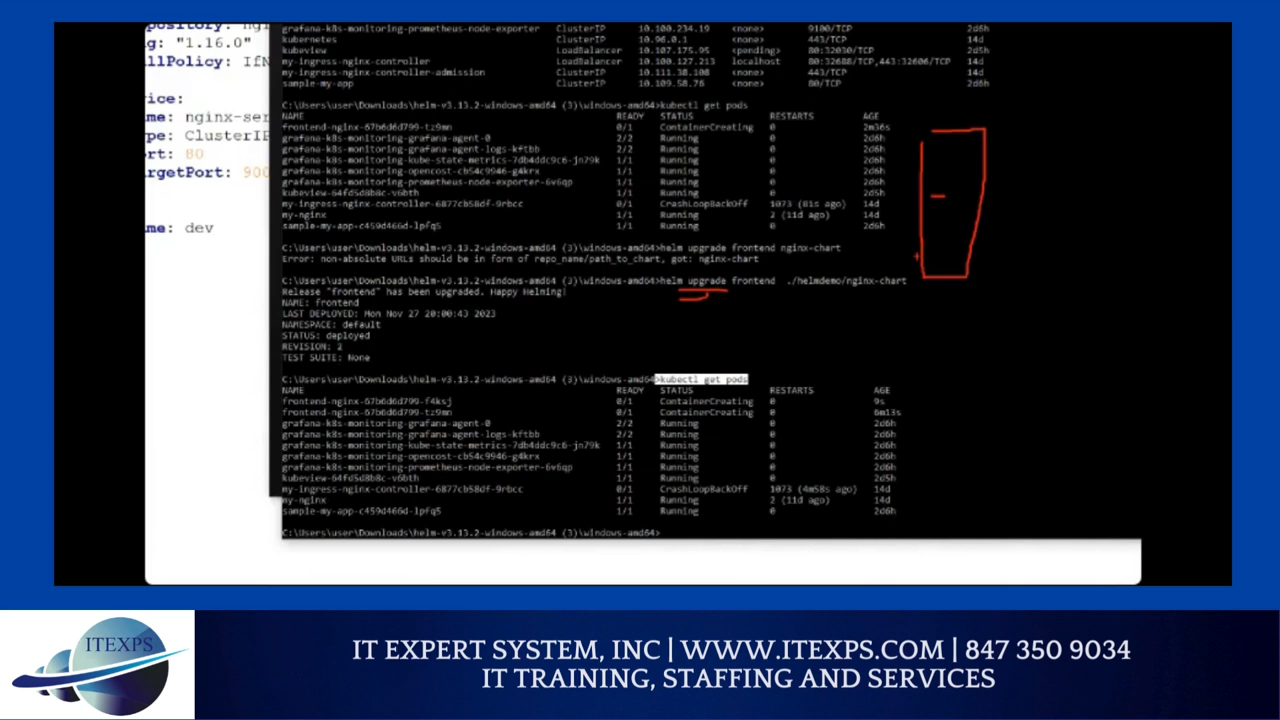 pository: ng
g: "1.16.0"
llPolicy: IfN
ice:
me: nginx-ser
pe: ClusterIP
rt: 80
rgetPort: 900
me: dev
grafana-k8s-monitoring-prometheus-node-exporter ClusterIP 10.100.234.19 <none> 9100/TCP 2d6h
kubernetes ClusterIP 10.96.0.1 <none> 443/TCP 14d
kubeview LoadBalancer 10.107.175.95 <pending> 80:32030/TCP 2d5h
my-ingress-nginx-controller LoadBalancer 10.100.127.213 localhost 80:32688/TCP,443:32606/TCP 14d
my-ingress-nginx-controller-admission ClusterIP 10.111.38.108 <none> 443/TCP 14d
sample-my-app ClusterIP 10.109.58.76 <none> 80/TCP 2d6h
C:\Users\user\Downloads\helm-v3.13.2-windows-amd64 (3)\windows-amd64>kubectl get pods
NAME READY STATUS RESTARTS AGE
frontend-nginx-67b6d6d799-tz9mn 0/1 ContainerCreating 0 2m36s
grafana-k8s-monitoring-grafana-agent-0 2/2 Running 0 2d6h
grafana-k8s-monitoring-grafana-agent-logs-kftbb 2/2 Running 0 2d6h
grafana-k8s-monitoring-kube-state-metrics-7db4ddc9c6-jn79k 1/1 Running 0 2d6h
grafana-k8s-monitoring-opencost-cb54c9946-g4krx 1/1 Running 0 2d6h
grafana-k8s-monitoring-prometheus-node-exporter-6v6qp 1/1 Running 0 2d6h
kubeview-64fd5d8b8c-v6bth 1/1 Running 0 2d5h
my-ingress-nginx-controller-6877cb58df-9rbcc 0/1 CrashLoopBackOff 1073 (81s ago) 14d
my-nginx 1/1 Running 2 (11d ago) 14d
sample-my-app-c459d466d-lpfq5 1/1 Running 0 2d6h
C:\Users\user\Downloads\helm-v3.13.2-windows-amd64 (3)\windows-amd64>helm upgrade frontend nginx-chart
Error: non-absolute URLs should be in form of repo_name/path_to_chart, got: nginx-chart
C:\Users\user\Downloads\helm-v3.13.2-windows-amd64 (3)\windows-amd64>helm upgrade frontend ./helmdemo/nginx-chart
Release "frontend" has been upgraded. Happy Helming!
NAME: frontend
LAST DEPLOYED: Mon Nov 27 20:00:43 2023
NAMESPACE: default
STATUS: deployed
REVISION: 2
TEST SUITE: None
C:\Users\user\Downloads\helm-v3.13.2-windows-amd64 (3)\windows-amd64>kubectl get pods
NAME READY STATUS RESTARTS AGE
frontend-nginx-67b6d6d799-f4ksj 0/1 ContainerCreating 0 9s
frontend-nginx-67b6d6d799-tz9mn 0/1 ContainerCreating 0 6m13s
grafana-k8s-monitoring-grafana-agent-0 2/2 Running 0 2d6h
grafana-k8s-monitoring-grafana-agent-logs-kftbb 2/2 Running 0 2d6h
grafana-k8s-monitoring-kube-state-metrics-7db4ddc9c6-jn79k 1/1 Running 0 2d6h
grafana-k8s-monitoring-opencost-cb54c9946-g4krx 1/1 Running 0 2d6h
grafana-k8s-monitoring-prometheus-node-exporter-6v6qp 1/1 Running 0 2d6h
kubeview-64fd5d8b8c-v6bth 1/1 Running 0 2d5h
my-ingress-nginx-controller-6877cb58df-9rbcc 0/1 CrashLoopBackOff 1073 (4m58s ago) 14d
my-nginx 1/1 Running 2 (11d ago) 14d
sample-my-app-c459d466d-lpfq5 1/1 Running 0 2d6h
C:\Users\user\Downloads\helm-v3.13.2-windows-amd64 (3)\windows-amd64>
ITEXPS
IT EXPERT SYSTEM, INC | WWW.ITEXPS.COM | 847 350 9034
IT TRAINING, STAFFING AND SERVICES